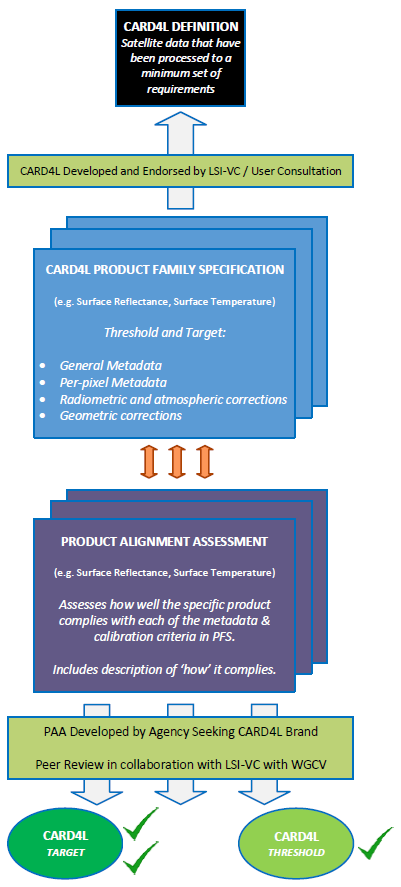 CARD4L DEFINITION
Satellite data that have
been processed to a
minimum set of
requirements
CARD4L Developed and Endorsed by LSI-VC / User Consultation
CARD4L PRODUCT FAMILY SPECIFICATION
(e.g. Surface Reflectance, Surface Temperature)
Threshold and Target:
• General Metadata
• Per-pixel Metadata
• Radiometric and atmospheric corrections
• Geometric corrections
PRODUCT ALIGNMENT ASSESSMENT
(e.g. Surface Reflectance, Surface Temperature)
Assesses how well the specific product
complies with each of the metadata &
calibration criteria in PFS.
Includes description of ‘how’ it complies.
PAA Developed by Agency Seeking CARD4L Brand
Peer Review in collaboration with LSI-VC with WGCV
CARD4L
TARGET
CARD4L
THRESHOLD